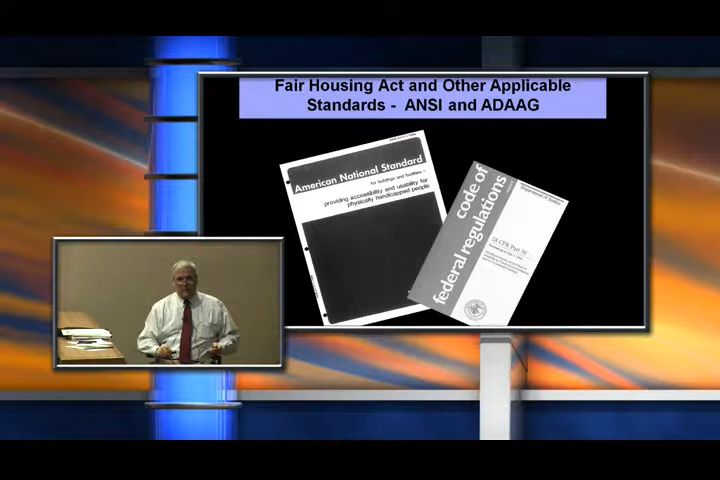 Fair Housing Act and Other Applicable
Standards - ANSI and ADAAG
American National Standard
for buildings and facilities -
providing accessibility and usability for
physically handicapped people
code of
federal regulations
Department of Justice
28 CFR Part 36